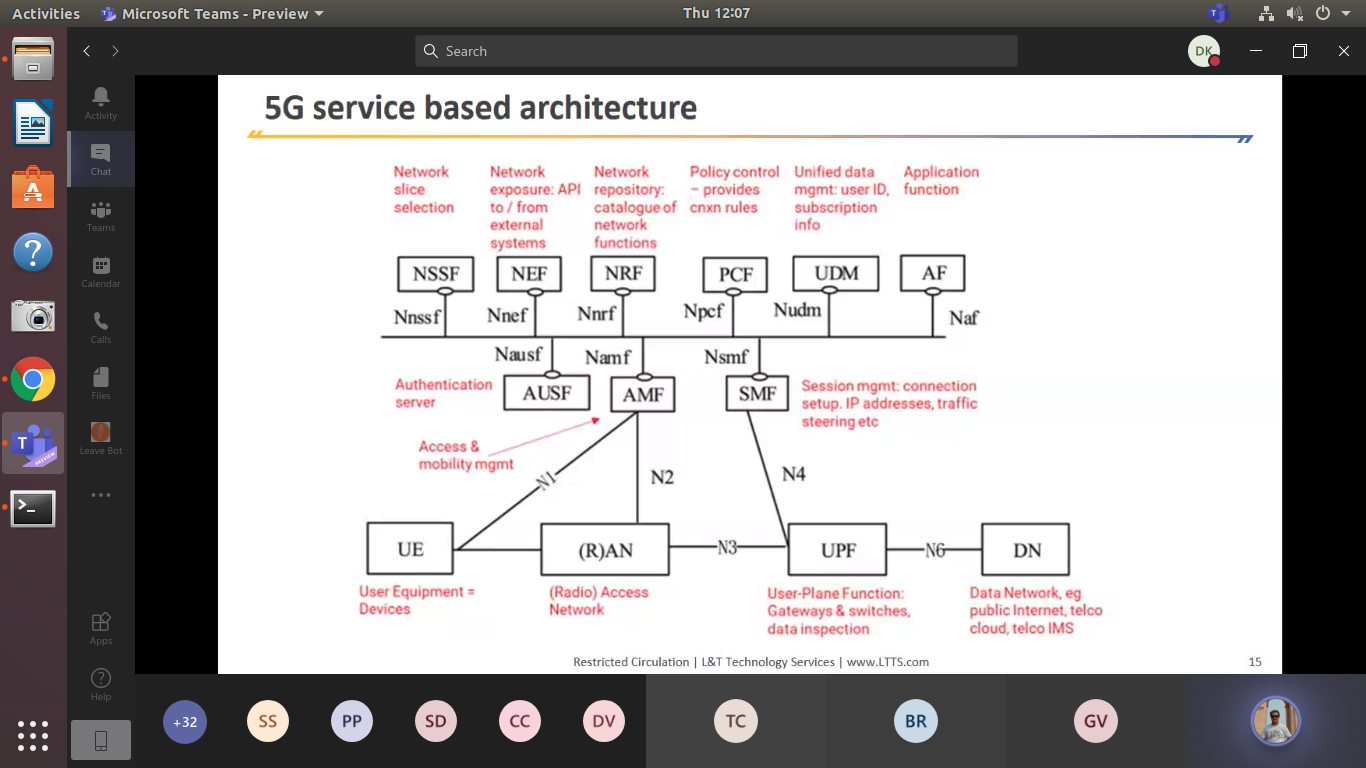 Activities
Microsoft Teams - Preview
Thu 12:07
Search
DK
Activity
Chat
Teams
Calendar
Calls
Files
Leave Bot
Apps
Help
5G service based architecture
Network
slice
selection
Network
exposure: API
to / from
external
systems
Network
repository:
catalogue of
network
functions
Policy control
– provides
cnxn rules
Unified data
mgmt: user ID,
subscription
info
Application
function
NSSF
NEF
NRF
PCF
UDM
AF
Nnssf
Nnef
Nnrf
Npcf
Nudm
Naf
Nausf
Namf
Nsmf
Authentication
server
AUSF
AMF
SMF
Session mgmt: connection
setup. IP addresses, traffic
steering etc
Access &
mobility mgmt
N1
N2
N4
UE
(R)AN
N3
UPF
N6
DN
User Equipment =
Devices
(Radio) Access
Network
User-Plane Function:
Gateways & switches,
data inspection
Data Network, eg
public Internet, telco
cloud, telco IMS
Restricted Circulation | L&T Technology Services | www.LTTS.com
15
+32
SS
PP
SD
CC
DV
TC
BR
GV